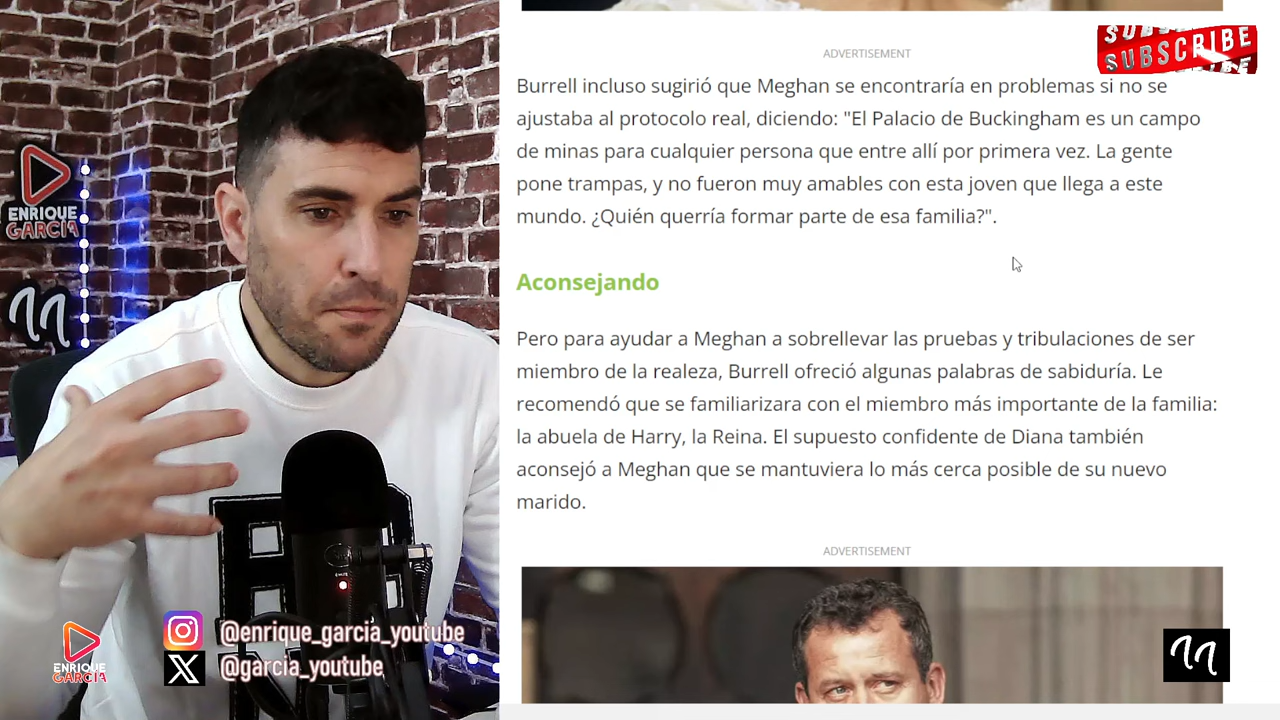 SUBSCRIBE
SUBSCRIBE
ADVERTISEMENT
Burrell incluso sugirió que Meghan se encontraría en problemas si no se
ajustaba al protocolo real, diciendo: "El Palacio de Buckingham es un campo
de minas para cualquier persona que entre allí por primera vez. La gente
pone trampas, y no fueron muy amables con esta joven que llega a este
mundo. ¿Quién querría formar parte de esa familia?".
Aconsejando
Pero para ayudar a Meghan a sobrellevar las pruebas y tribulaciones de ser
miembro de la realeza, Burrell ofreció algunas palabras de sabiduría. Le
recomendó que se familiarizara con el miembro más importante de la familia:
la abuela de Harry, la Reina. El supuesto confidente de Diana también
aconsejó a Meghan que se mantuviera lo más cerca posible de su nuevo
marido.
ADVERTISEMENT
ENRIQUE
GARCIA
@enrique_garcia_youtube
@garcia_youtube
ENRIQUE
GARCIA